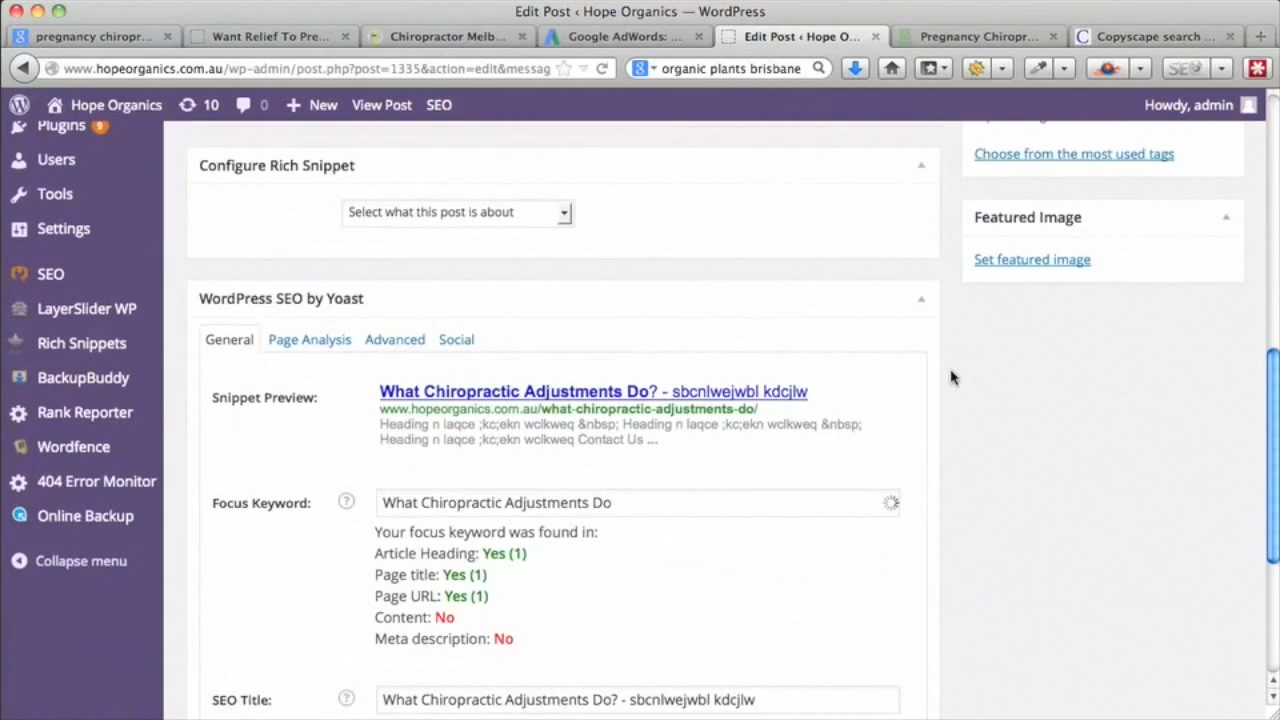 Edit Post ‹ Hope Organics — WordPress
pregnancy chiropr...
Want Relief To Pre...
Chiropractor Melb...
Google AdWords: ...
Edit Post ‹ Hope O...
Pregnancy Chiropr...
Copyscape search ...
www.hopeorganics.com.au/wp-admin/post.php?post=1335&action=edit&messag
organic plants brisbane
SEO
Hope Organics
10
0
New
View Post
SEO
Howdy, admin
Plugins 9
Users
Tools
Settings
SEO
LayerSlider WP
Rich Snippets
BackupBuddy
Rank Reporter
Wordfence
404 Error Monitor
Online Backup
Collapse menu
Configure Rich Snippet
Select what this post is about
WordPress SEO by Yoast
General
Page Analysis
Advanced
Social
Snippet Preview:
What Chiropractic Adjustments Do? - sbcnlwejwbl kdcjlw
www.hopeorganics.com.au/what-chiropractic-adjustments-do/
Heading n laqce ;kc;ekn wclkweq &nbsp; Heading n laqce ;kc;ekn wclkweq &nbsp;
Heading n laqce ;kc;ekn wclkweq Contact Us ...
Focus Keyword:
?
What Chiropractic Adjustments Do
Your focus keyword was found in:
Article Heading: Yes (1)
Page title: Yes (1)
Page URL: Yes (1)
Content: No
Meta description: No
SEO Title:
?
What Chiropractic Adjustments Do? - sbcnlwejwbl kdcjlw
Choose from the most used tags
Featured Image
Set featured image